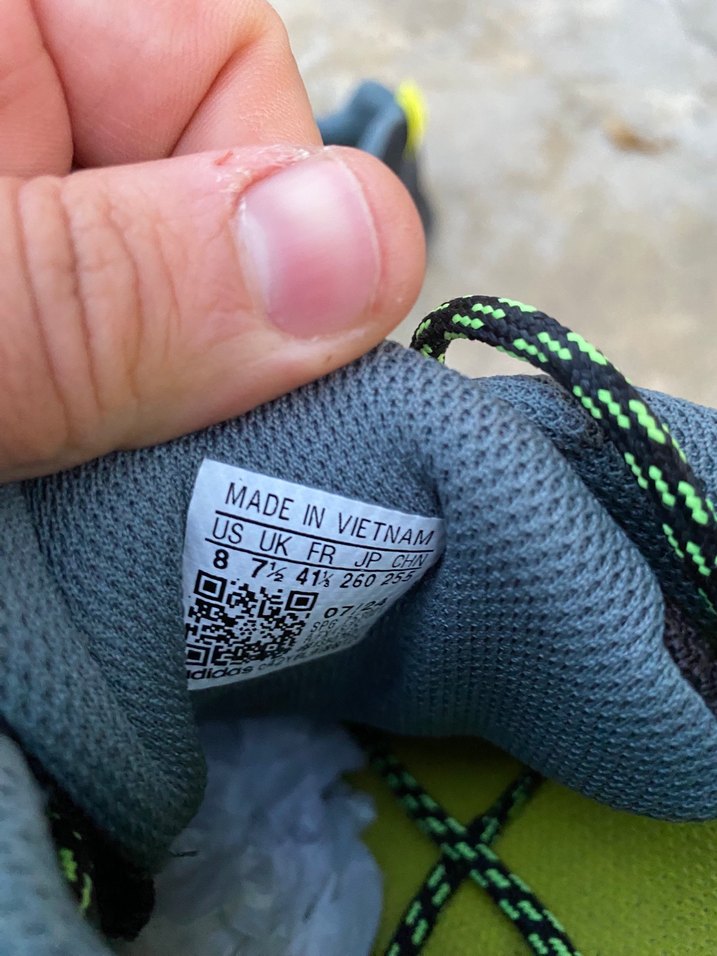 MADE IN VIETNAM
US UK FR JP CHN
8 7½ 41⅓ 260 255
07/24
adidas